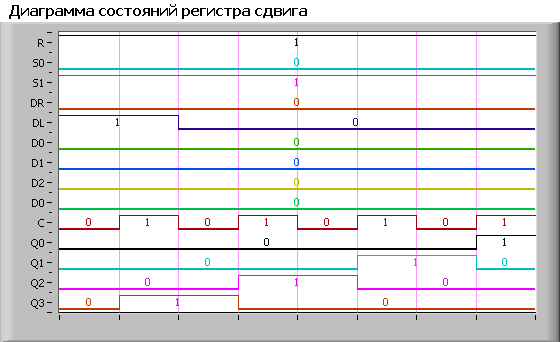 Диаграмма состояний регистра сдвига
R 1
S0 0
S1 1
DR 0
DL 1 0
D0 0
D1 0
D2 0
D0 0
C 0 1 0 1 0 1 0 1
Q0 0 1
Q1 0 1 0
Q2 0 1 0
Q3 0 1 0